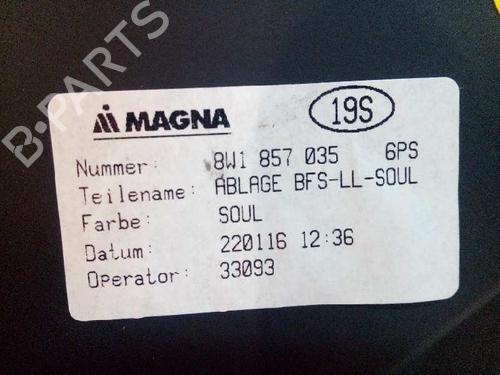 B-PARTS
MAGNA
19S
Nummer: 8W1 857 035 6PS
Teilename: ABLAGE BFS-LL-SOUL
Farbe: SOUL
Datum: 220116 12:36
Operator: 33093